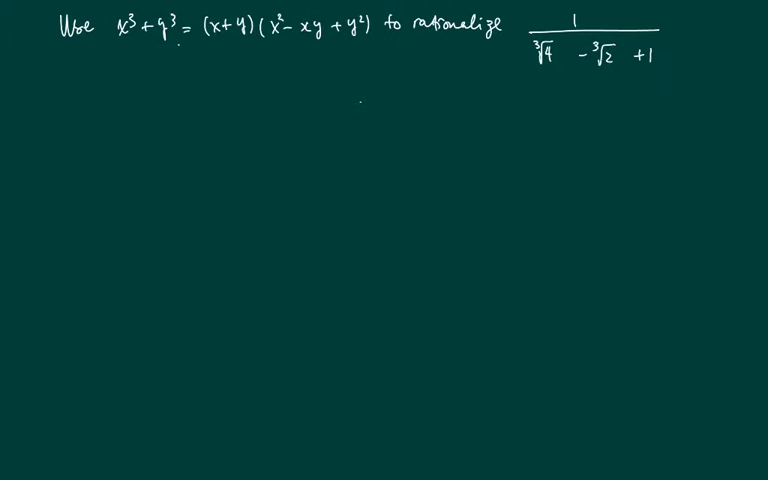 Use x³ + y³ = (x + y) (x² - xy + y²) to rationalize 1 / (∛4 - ∛2 + 1)